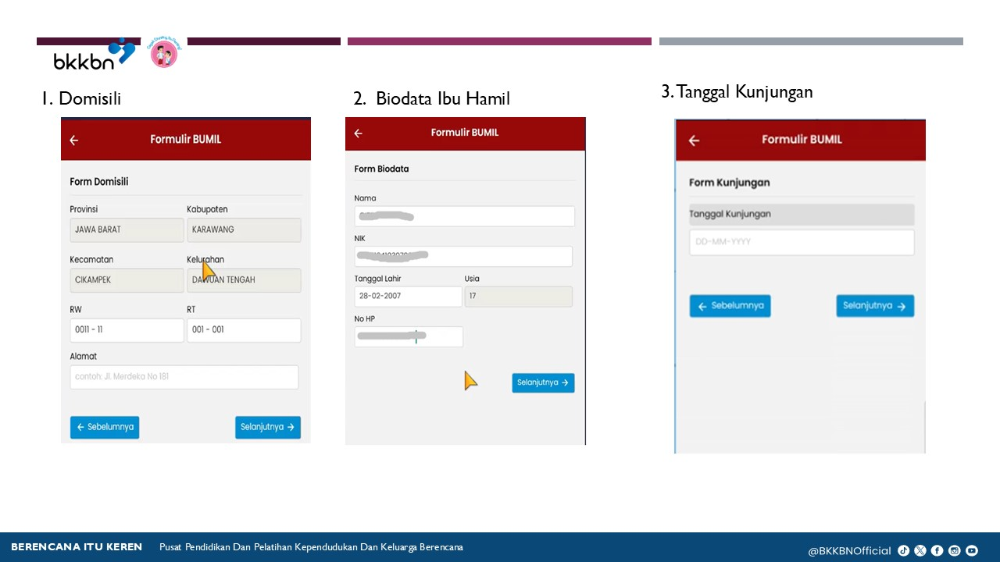 bkkbn
1. Domisili
Formulir BUMIL
Form Domisili
Provinsi Kabupaten
JAWA BARAT KARAWANG
Kecamatan Kelurahan
CIKAMPEK DAWUAN TENGAH
RW RT
0011 - 11 001 - 001
Alamat
contoh: Jl. Merdeka No 181
← Sebelumnya Selanjutnya →
2. Biodata Ibu Hamil
Formulir BUMIL
Form Biodata
Nama
NIK
Tanggal Lahir Usia
28-02-2007 17
No HP
Selanjutnya →
3. Tanggal Kunjungan
Formulir BUMIL
Form Kunjungan
Tanggal Kunjungan
DD-MM-YYYY
← Sebelumnya Selanjutnya →
BERENCANA ITU KEREN Pusat Pendidikan Dan Pelatihan Kependudukan Dan Keluarga Berencana
@BKKBNOfficial